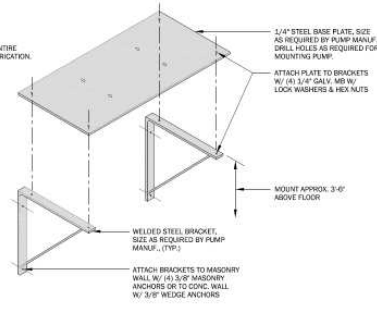 NTIRE
RICATION.
1/4" STEEL BASE PLATE, SIZE
AS REQUIRED BY PUMP MANUF.
DRILL HOLES AS REQUIRED FOR
MOUNTING PUMP.
ATTACH PLATE TO BRACKETS
W/ (4) 1/4" GALV. MB W/
LOCK WASHERS & HEX NUTS
MOUNT APPROX. 3'-6"
ABOVE FLOOR
WELDED STEEL BRACKET,
SIZE AS REQUIRED BY PUMP
MANUF., (TYP.)
ATTACH BRACKETS TO MASONRY
WALL W/ (4) 3/8" MASONRY
ANCHORS OR TO CONC. WALL
W/ 3/8" WEDGE ANCHORS